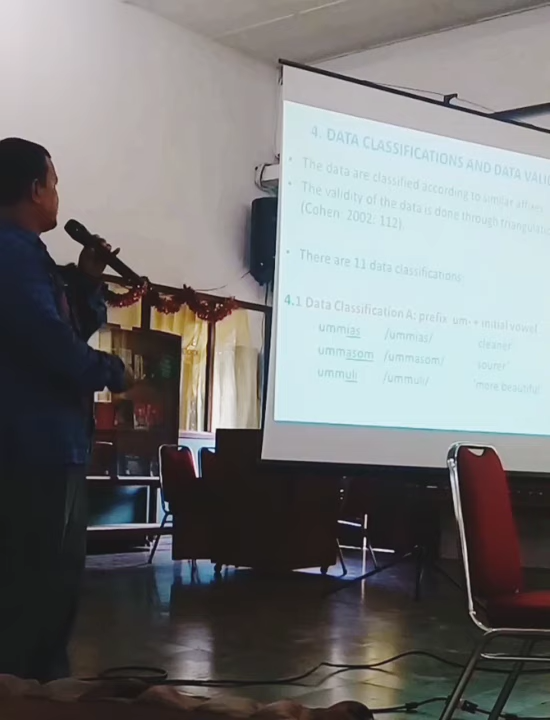 4. DATA CLASSIFICATIONS AND DATA
• The data are classified according to similar affixes
• The validity of the data is done through
(Cohen: 2002: 112)
• There are 11 data classifications
4.1 Data Classification A: prefix um- + initial vowel
ummias /ummias/ cleaner'
ummasom /ummasom/ sourer'
ummuli /ummuli/ 'more beautiful